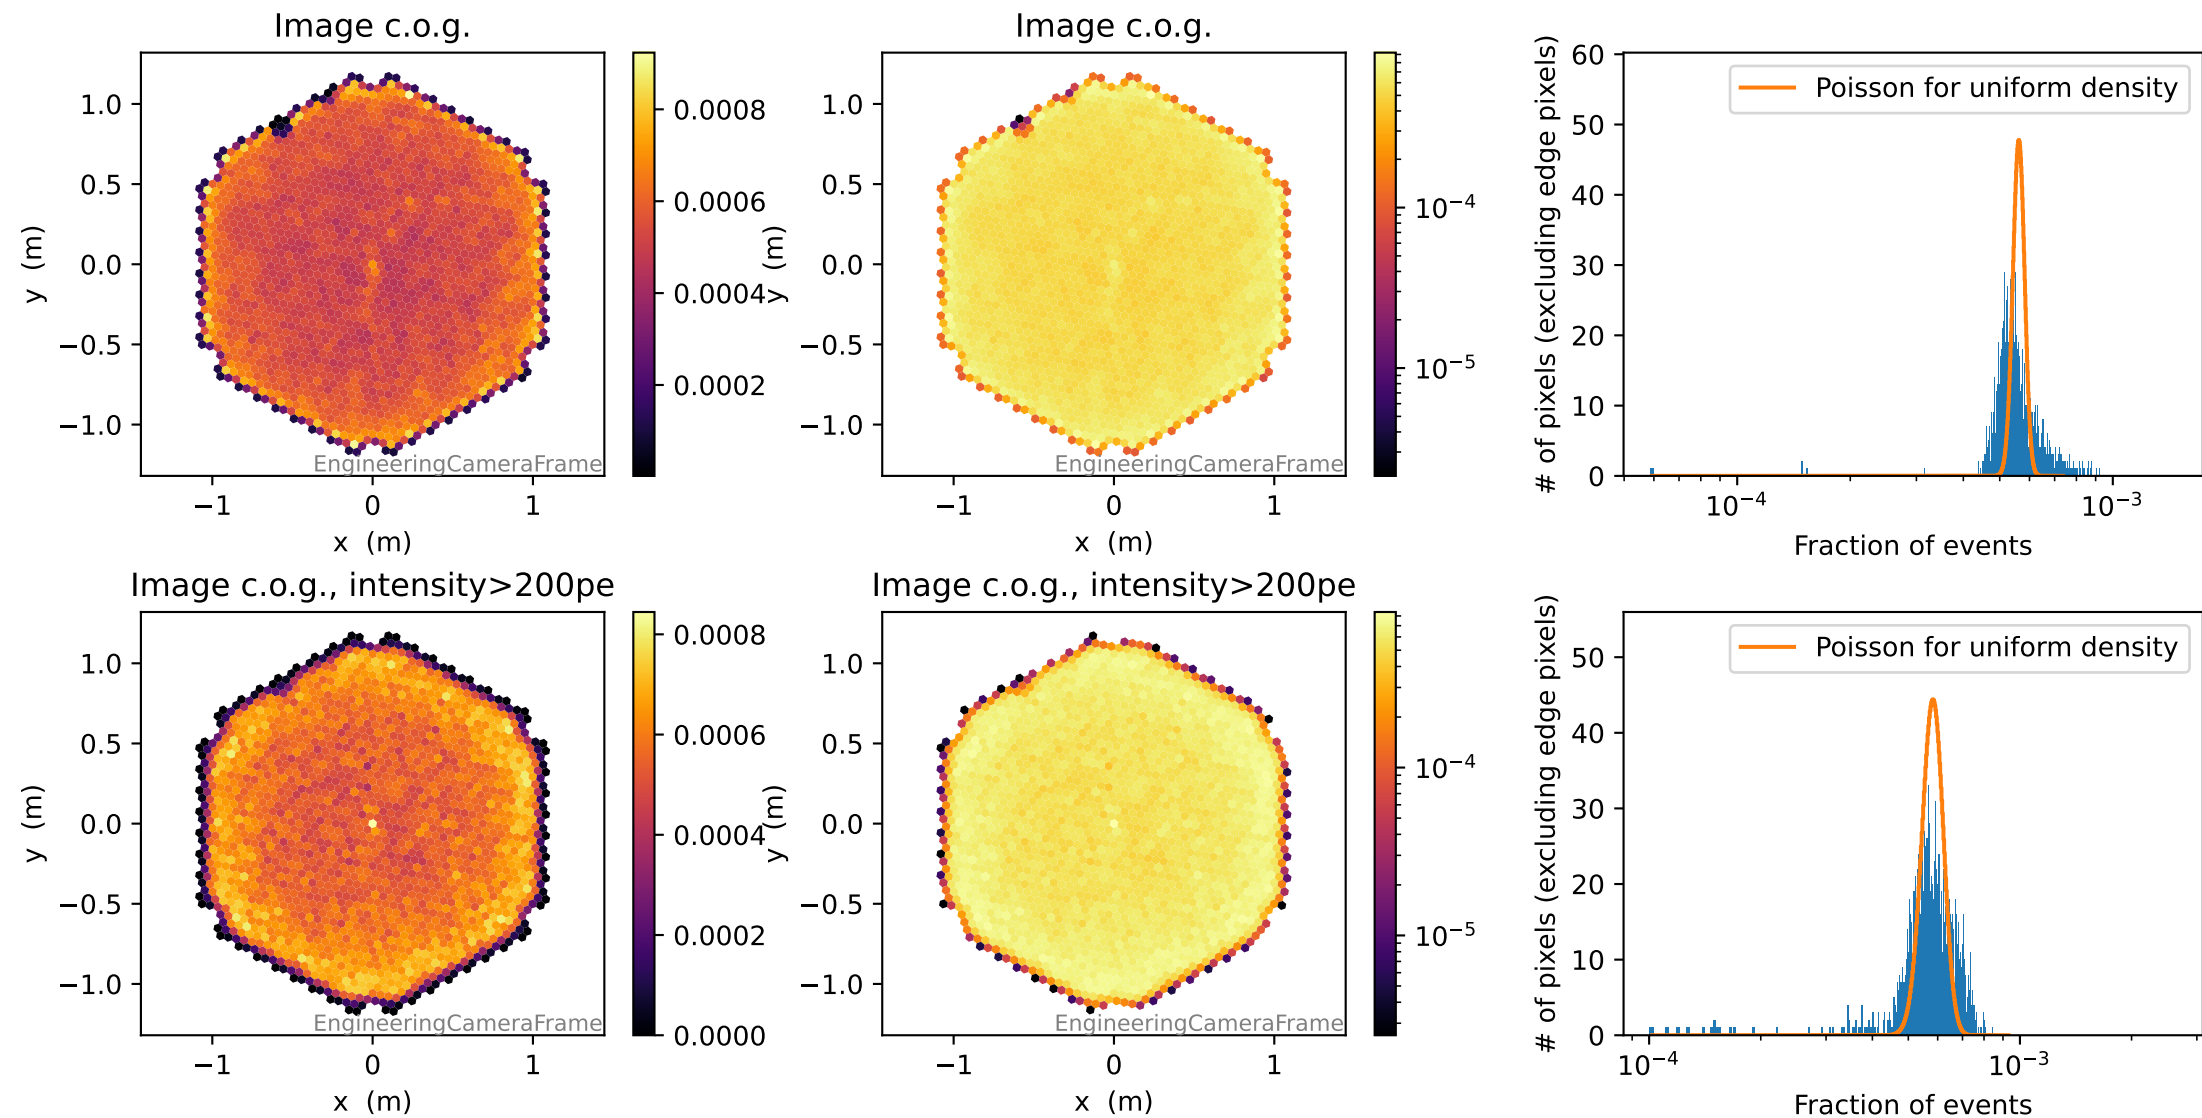 Image c.o.g.
y (m)
1.0
0.5
0.0
−0.5
−1.0
−1
0
1
x (m)
EngineeringCameraFrame
0.0008
0.0006
0.0004
0.0002
Image c.o.g.
y (m)
1.0
0.5
0.0
−0.5
−1.0
−1
0
1
x (m)
EngineeringCameraFrame
10⁻⁴
10⁻⁵
# of pixels (excluding edge pixels)
60
50
40
30
20
10
0
Poisson for uniform density
10⁻⁴
10⁻³
Fraction of events
Image c.o.g., intensity>200pe
y (m)
1.0
0.5
0.0
−0.5
−1.0
−1
0
1
x (m)
EngineeringCameraFrame
0.0008
0.0006
0.0004
0.0002
0.0000
Image c.o.g., intensity>200pe
y (m)
1.0
0.5
0.0
−0.5
−1.0
−1
0
1
x (m)
EngineeringCameraFrame
10⁻⁴
10⁻⁵
# of pixels (excluding edge pixels)
50
40
30
20
10
0
Poisson for uniform density
10⁻⁴
10⁻³
Fraction of events